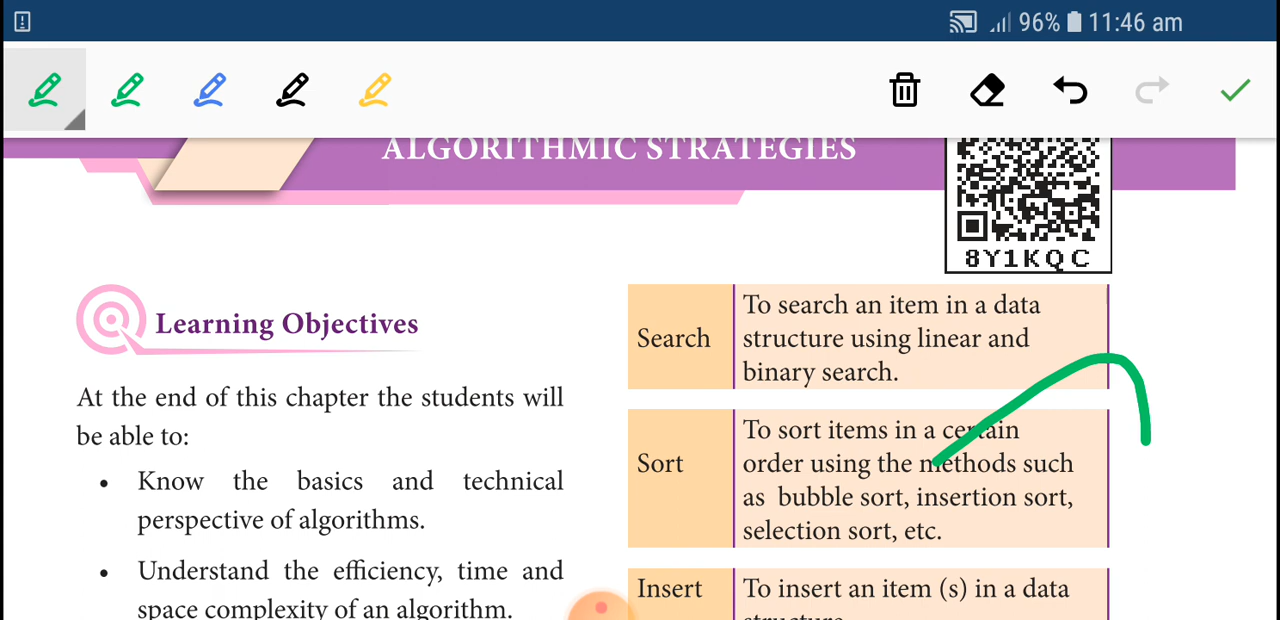 96% 11:46 am
ALGORITHMIC STRATEGIES
8Y1KQC
Learning Objectives
At the end of this chapter the students will
be able to:
• Know the basics and technical
perspective of algorithms.
• Understand the efficiency, time and
space complexity of an algorithm.
Search
To search an item in a data
structure using linear and
binary search.
Sort
To sort items in a certain
order using the methods such
as bubble sort, insertion sort,
selection sort, etc.
Insert
To insert an item (s) in a data
structure.